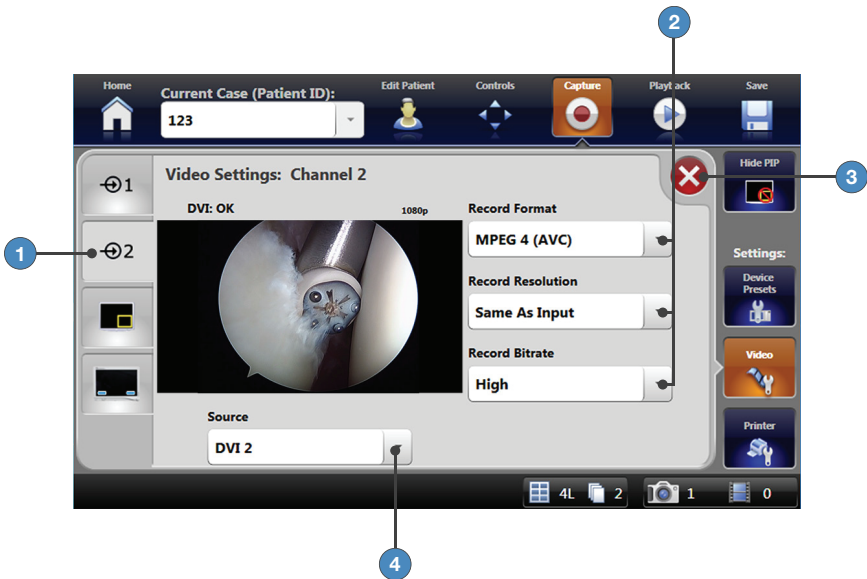 2
Home
Current Case (Patient ID):
Edit Patient
Controls
Capture
Playback
Save
123
1
Video Settings: Channel 2
3
Hide PIP
DVI: OK
1080p
Record Format
1
2
MPEG 4 (AVC)
Settings:
Record Resolution
Device
Presets
Same As Input
Record Bitrate
Video
High
Source
Printer
DVI 2
4L
2
1
0
4